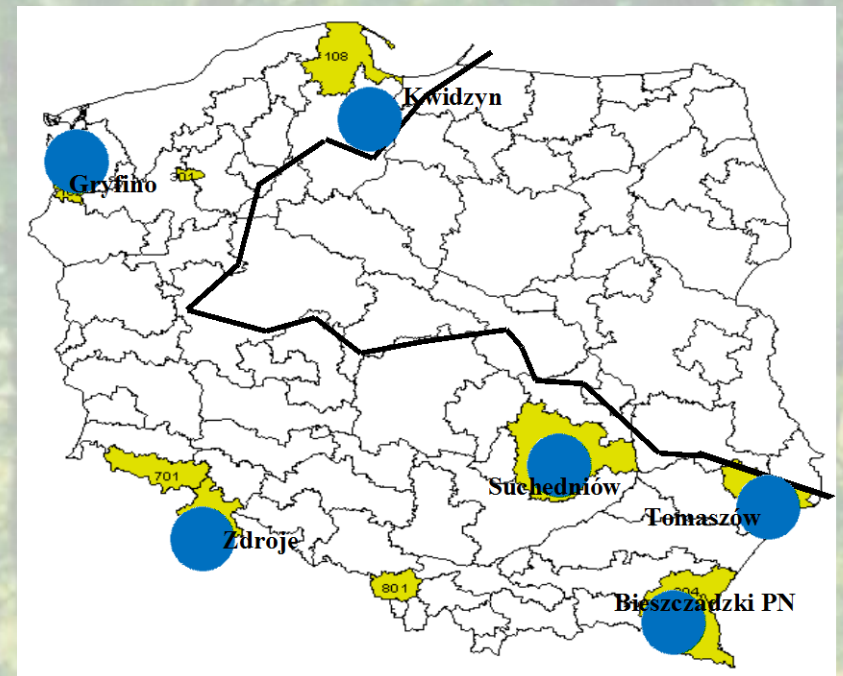 108
Kwidzyn
Gryfino
701
Suchedniów
Tomaszów
Zdroje
801
Bieszczadzki PN